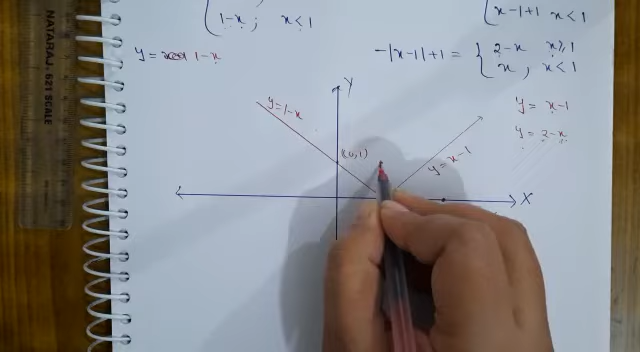 1-x ; x < 1
x-1+1 x < 1
y = 1-x
-|x-1|+1 = { 2-x x ≥ 1
x , x < 1
NATARAJ, 621 SCALE
Y
y = 1-x
(0,1)
y = x-1
y = x-1
y = 2-x
X